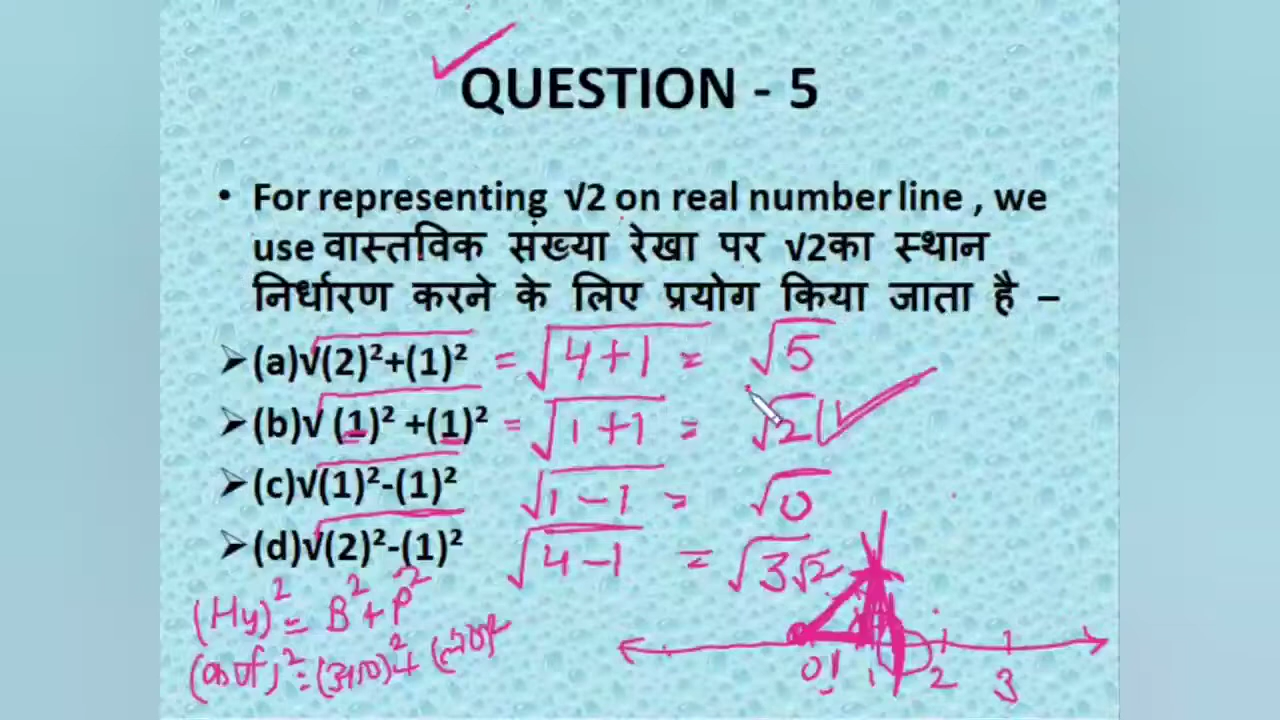 QUESTION - 5
• For representing √2 on real number line , we
use वास्तविक संख्या रेखा पर √2का स्थान
निर्धारण करने के लिए प्रयोग किया जाता है –
➢(a)√(2)²+(1)² = √4+1 = √5
➢(b)√ (1)² +(1)² = √1+1 = √2
➢(c)√(1)²-(1)² √1-1 = √0
➢(d)√(2)²-(1)² √4-1 = √3
√2
(Hy)² = B² + P²
0 1 2 3